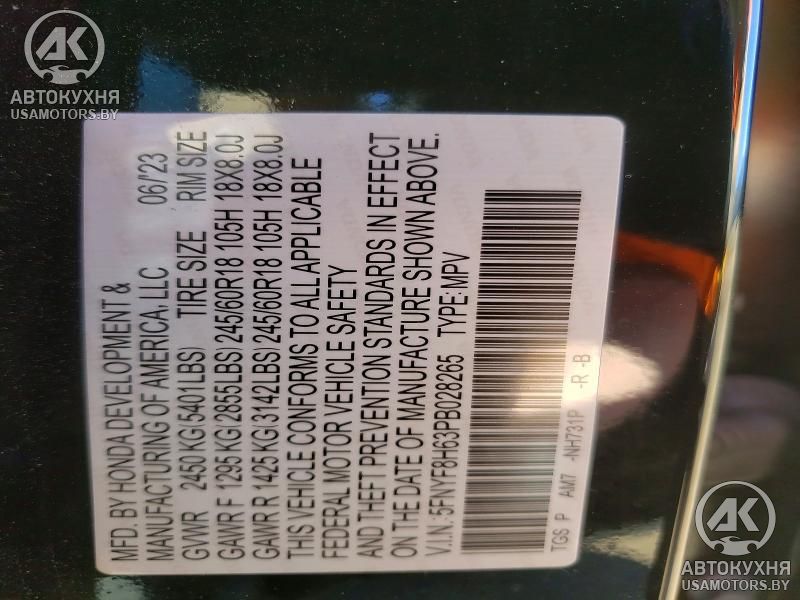 AK
АВТОКУХНЯ
USAMOTORS.BY
MFD. BY HONDA DEVELOPMENT &
MANUFACTURING OF AMERICA, LLC 06/'23
GVWR 2450 KG(5401LBS) TIRE SIZE RIM SIZE
GAWR F 1295 KG(2855LBS) 245/60R18 105H 18X8.0J
GAWR R 1425 KG(3142LBS) 245/60R18 105H 18X8.0J
THIS VEHICLE CONFORMS TO ALL APPLICABLE
FEDERAL MOTOR VEHICLE SAFETY
AND THEFT PREVENTION STANDARDS IN EFFECT
ON THE DATE OF MANUFACTURE SHOWN ABOVE.
V.I.N.: 5FNYF8H63PB028265 TYPE: MPV
TGS P AM7 -NH731P -R -B
AK
АВТОКУХНЯ
USAMOTORS.BY